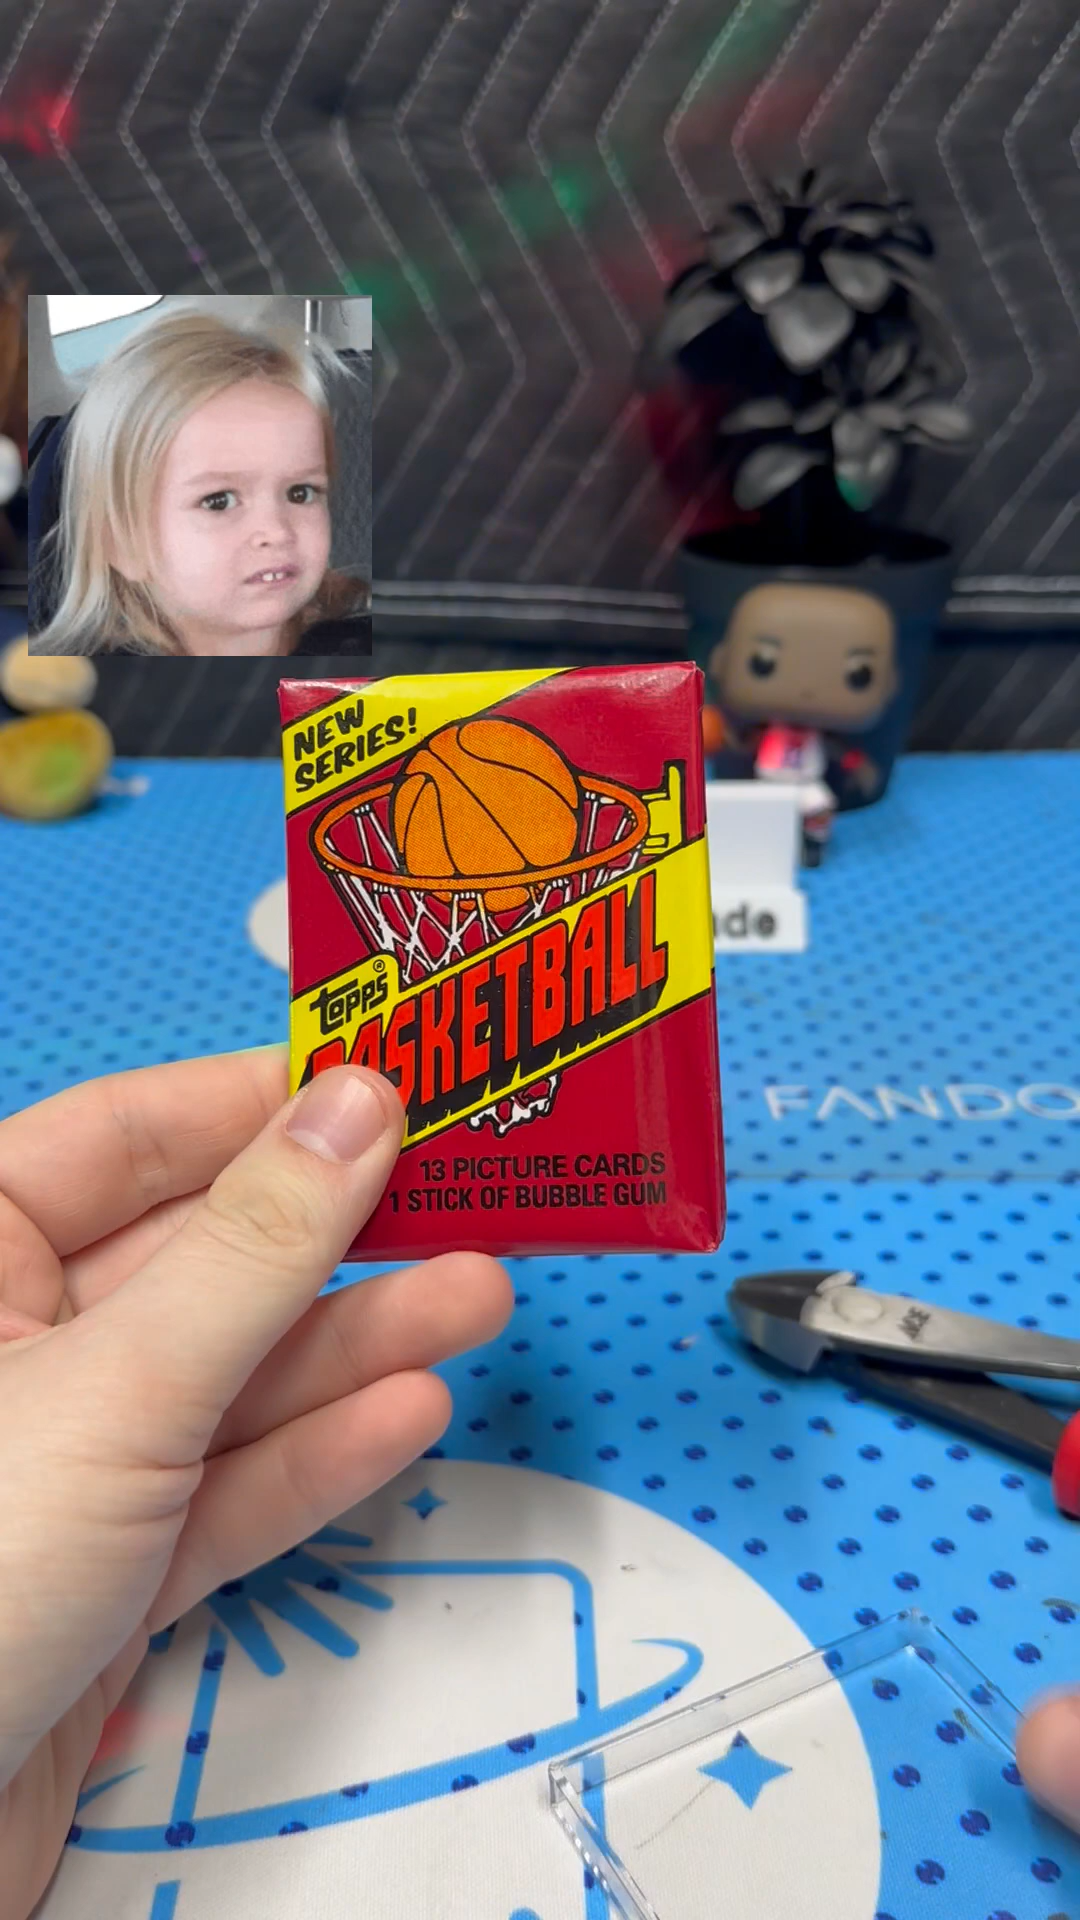 NEW
SERIES!
topps®
BASKETBALL
13 PICTURE CARDS
1 STICK OF BUBBLE GUM
FANDO